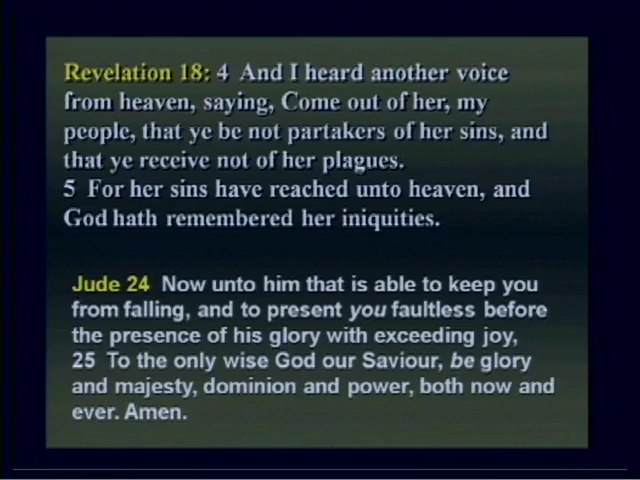 Revelation 18: 4 And I heard another voice
from heaven, saying, Come out of her, my
people, that ye be not partakers of her sins, and
that ye receive not of her plagues.
5 For her sins have reached unto heaven, and
God hath remembered her iniquities.
Jude 24 Now unto him that is able to keep you
from falling, and to present you faultless before
the presence of his glory with exceeding joy,
25 To the only wise God our Saviour, be glory
and majesty, dominion and power, both now and
ever. Amen.